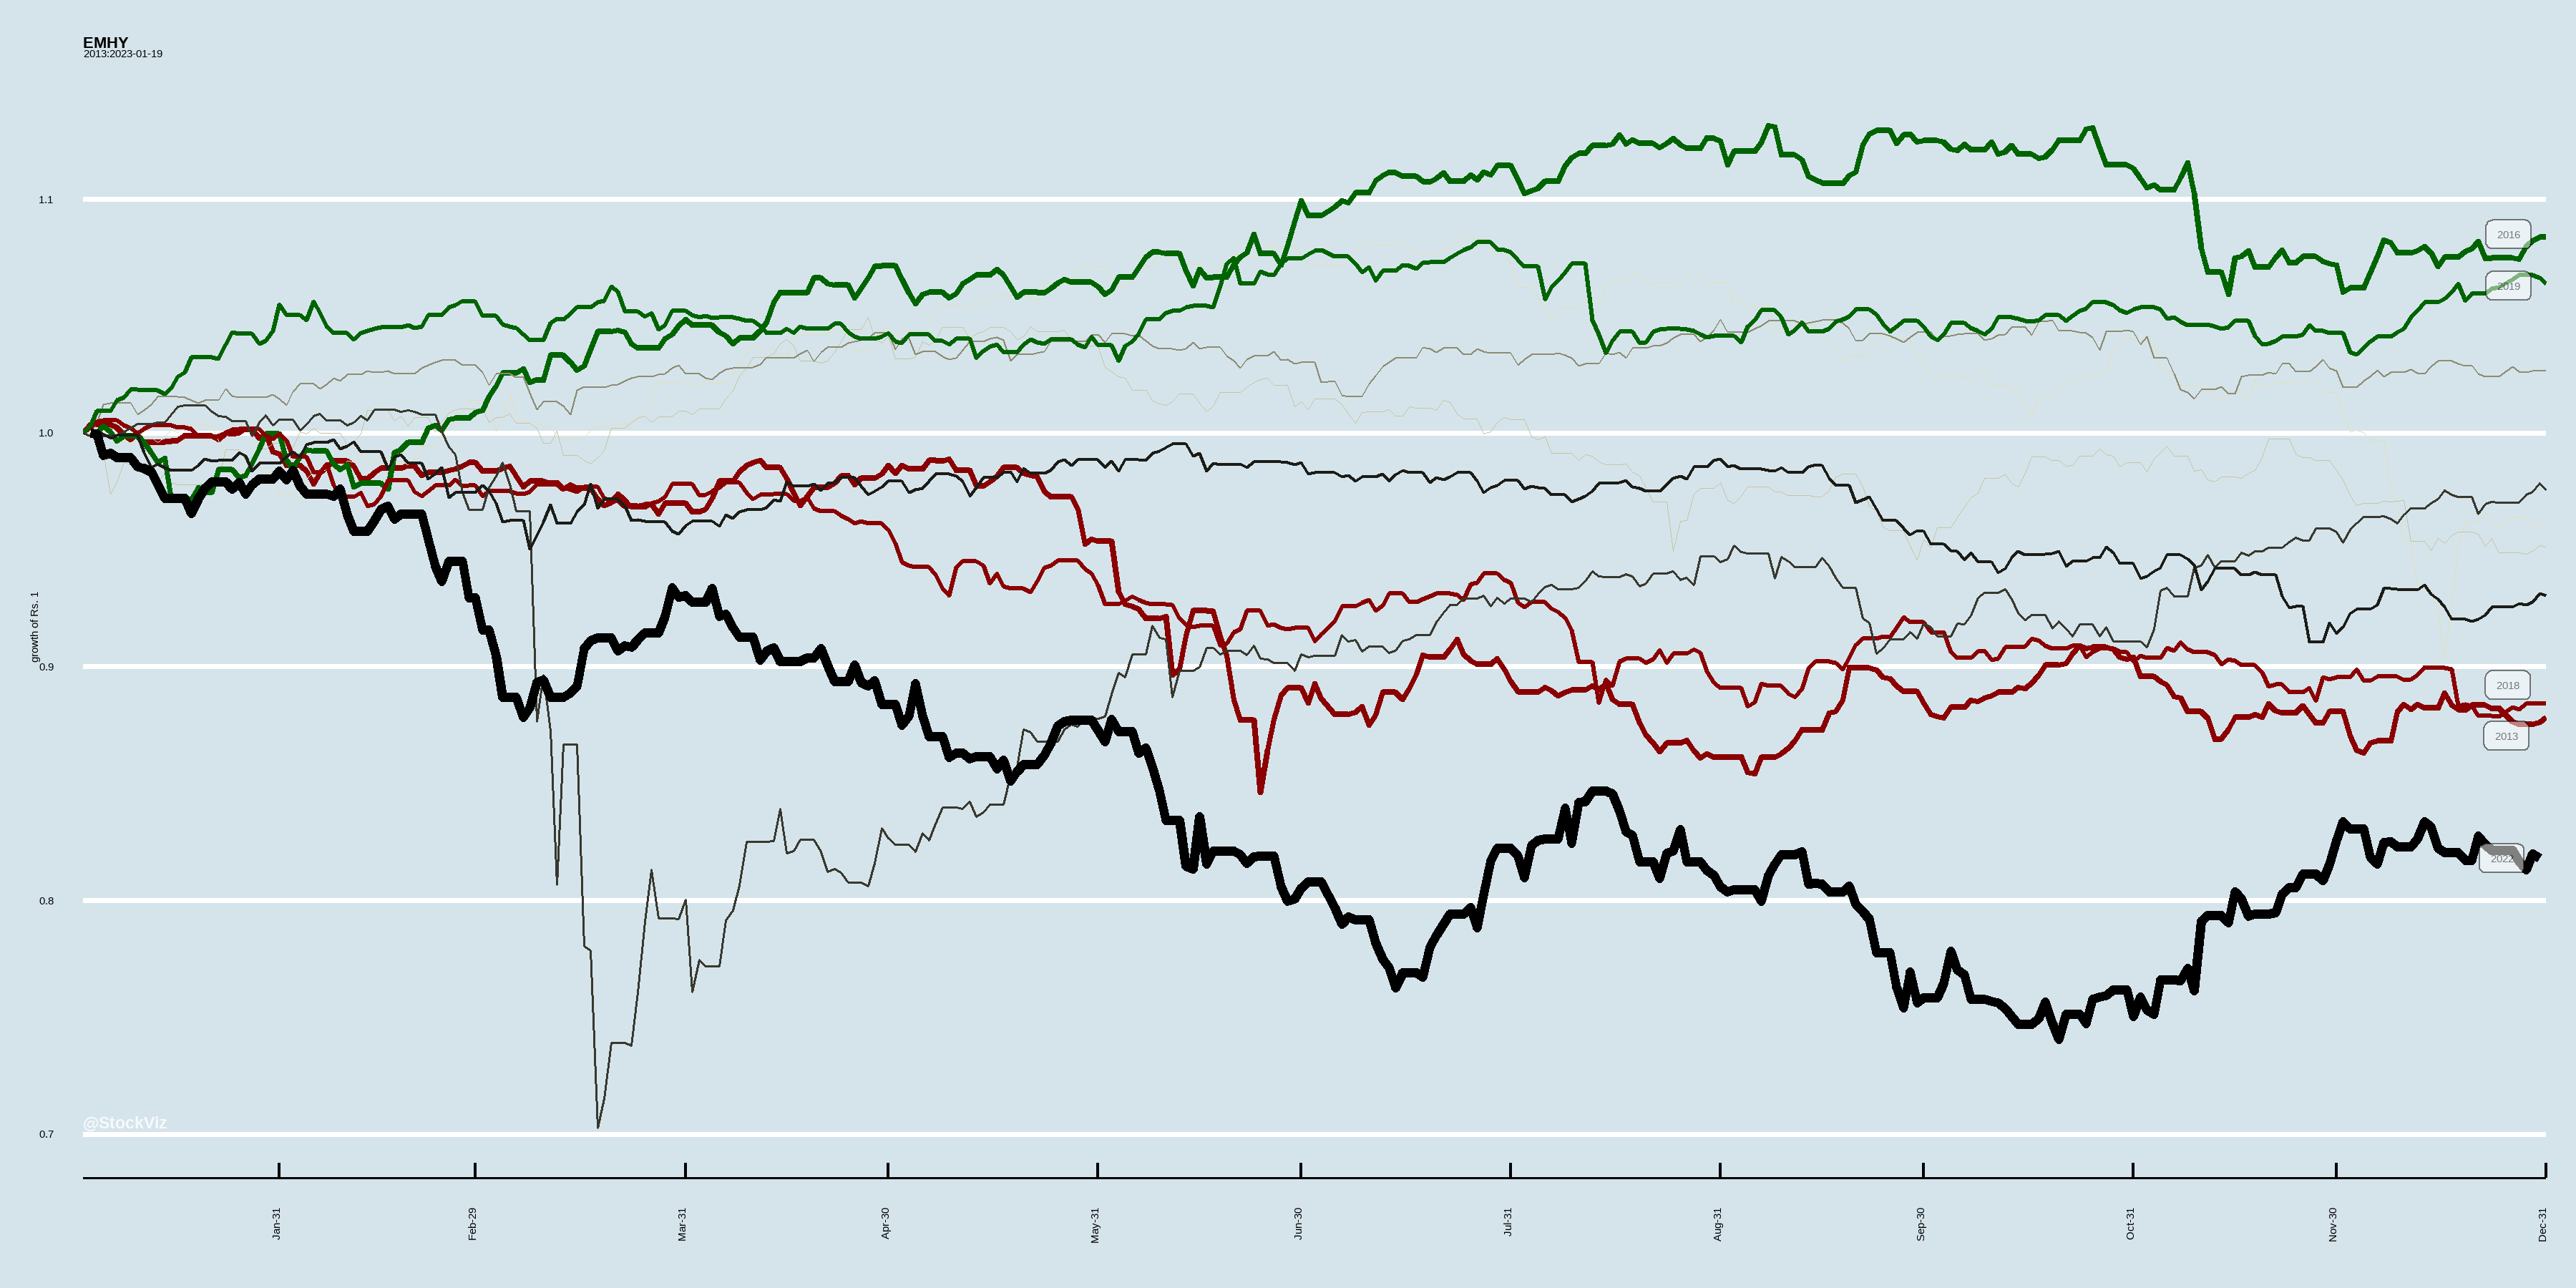 EMHY
2013:2023-01-19
1.1
1.0
0.9
0.8
0.7
growth of Rs. 1
2016
2019
2018
2013
2022
@StockViz
Jan-31
Feb-29
Mar-31
Apr-30
May-31
Jun-30
Jul-31
Aug-31
Sep-30
Oct-31
Nov-30
Dec-31